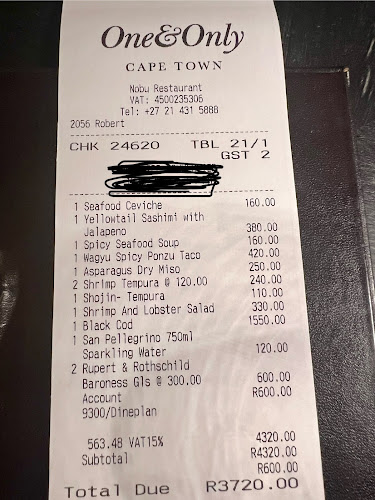 One&Only
CAPE TOWN
Nobu Restaurant
VAT: 4500235306
Tel: +27 21 431 5888
2056 Robert
CHK 24620 TBL 21/1
GST 2
1 Seafood Ceviche 160.00
1 Yellowtail Sashimi with
Jalapeno 380.00
1 Spicy Seafood Soup 160.00
1 Wagyu Spicy Ponzu Taco 420.00
1 Asparagus Dry Miso 250.00
2 Shrimp Tempura @ 120.00 240.00
1 Shojin- Tempura 110.00
1 Shrimp And Lobster Salad 330.00
1 Black Cod 1550.00
1 San Pellegrino 750ml
Sparkling Water 120.00
2 Rupert & Rothschild
Baroness Gls @ 300.00 600.00
Account R600.00
9300/Dineplan
563.48 VAT15% 4320.00
Subtotal R4320.00
R600.00
Total Due R3720.00